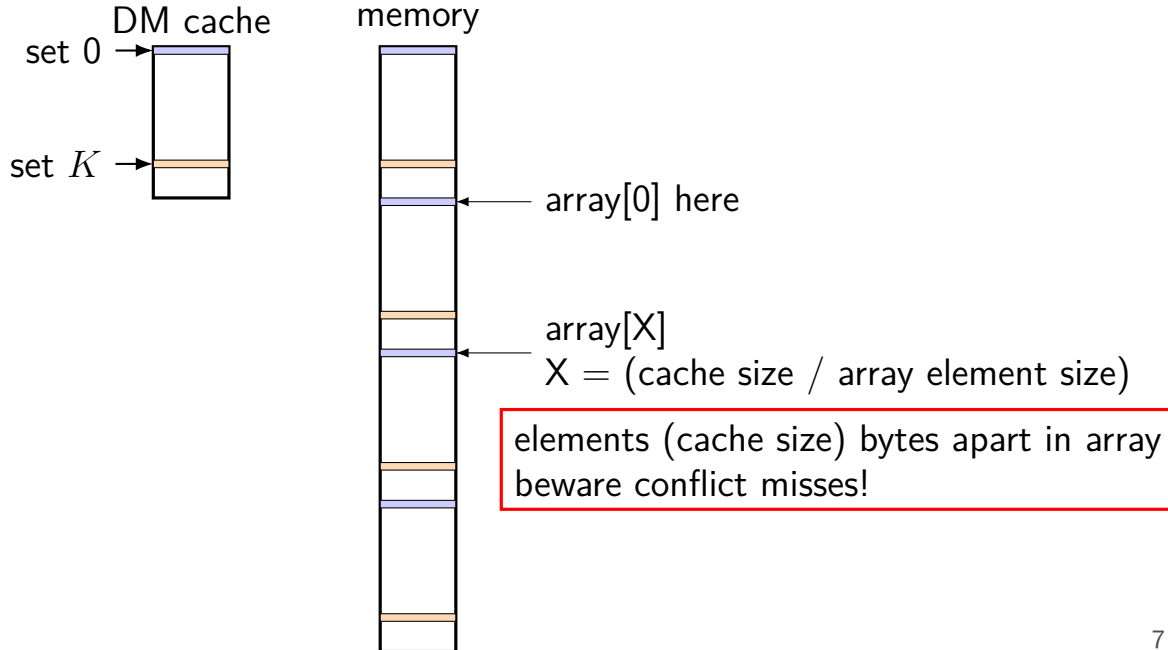 DM cache
memory
set 0
set K
array[0] here
array[X]
X = (cache size / array element size)
elements (cache size) bytes apart in array
beware conflict misses!
7